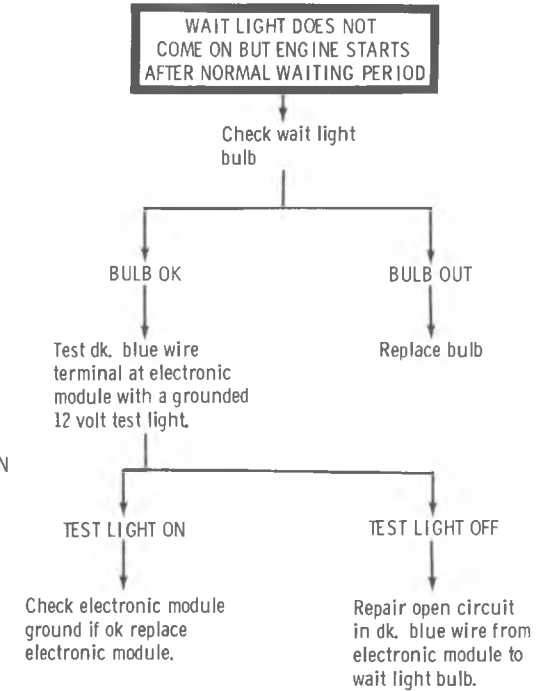 WAIT LIGHT DOES NOT
COME ON BUT ENGINE STARTS
AFTER NORMAL WAITING PERIOD
Check wait light
bulb
BULB OK
BULB OUT
Test dk. blue wire
terminal at electronic
module with a grounded
12 volt test light.
Replace bulb
N
TEST LIGHT ON
TEST LIGHT OFF
Check electronic module
ground if ok replace
electronic module.
Repair open circuit
in dk. blue wire from
electronic module to
wait light bulb.